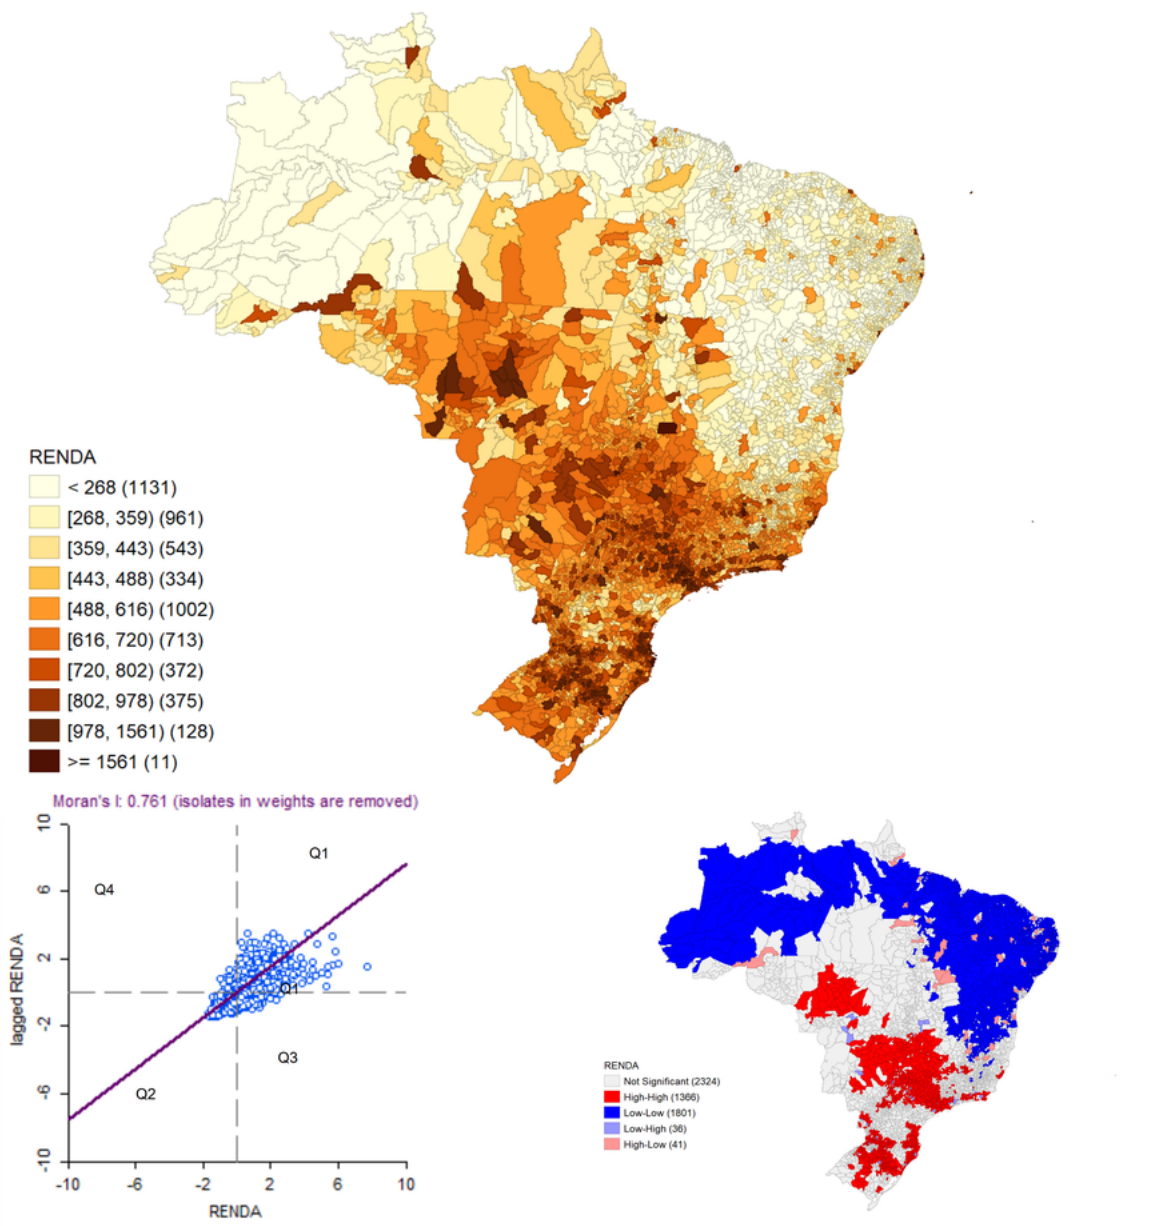 RENDA
< 268 (1131)
[268, 359) (961)
[359, 443) (543)
[443, 488) (334)
[488, 616) (1002)
[616, 720) (713)
[720, 802) (372)
[802, 978) (375)
[978, 1561) (128)
>= 1561 (11)
Moran's I: 0.761 (isolates in weights are removed)
10
6
2
-2
-6
-10
lagged RENDA
Q1
Q4
Q1
Q3
Q2
-10 -6 -2 2 6 10
RENDA
RENDA
Not Significant (2324)
High-High (1366)
Low-Low (1801)
Low-High (36)
High-Low (41)